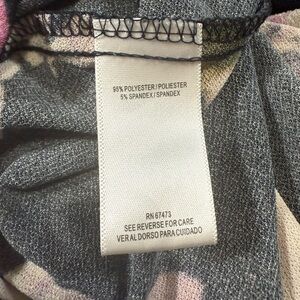 95% POLYESTER/POLIESTER
5% SPANDEX/SPANDEX
RN 67473
SEE REVERSE FOR CARE
VER AL DORSO PARA CUIDADO